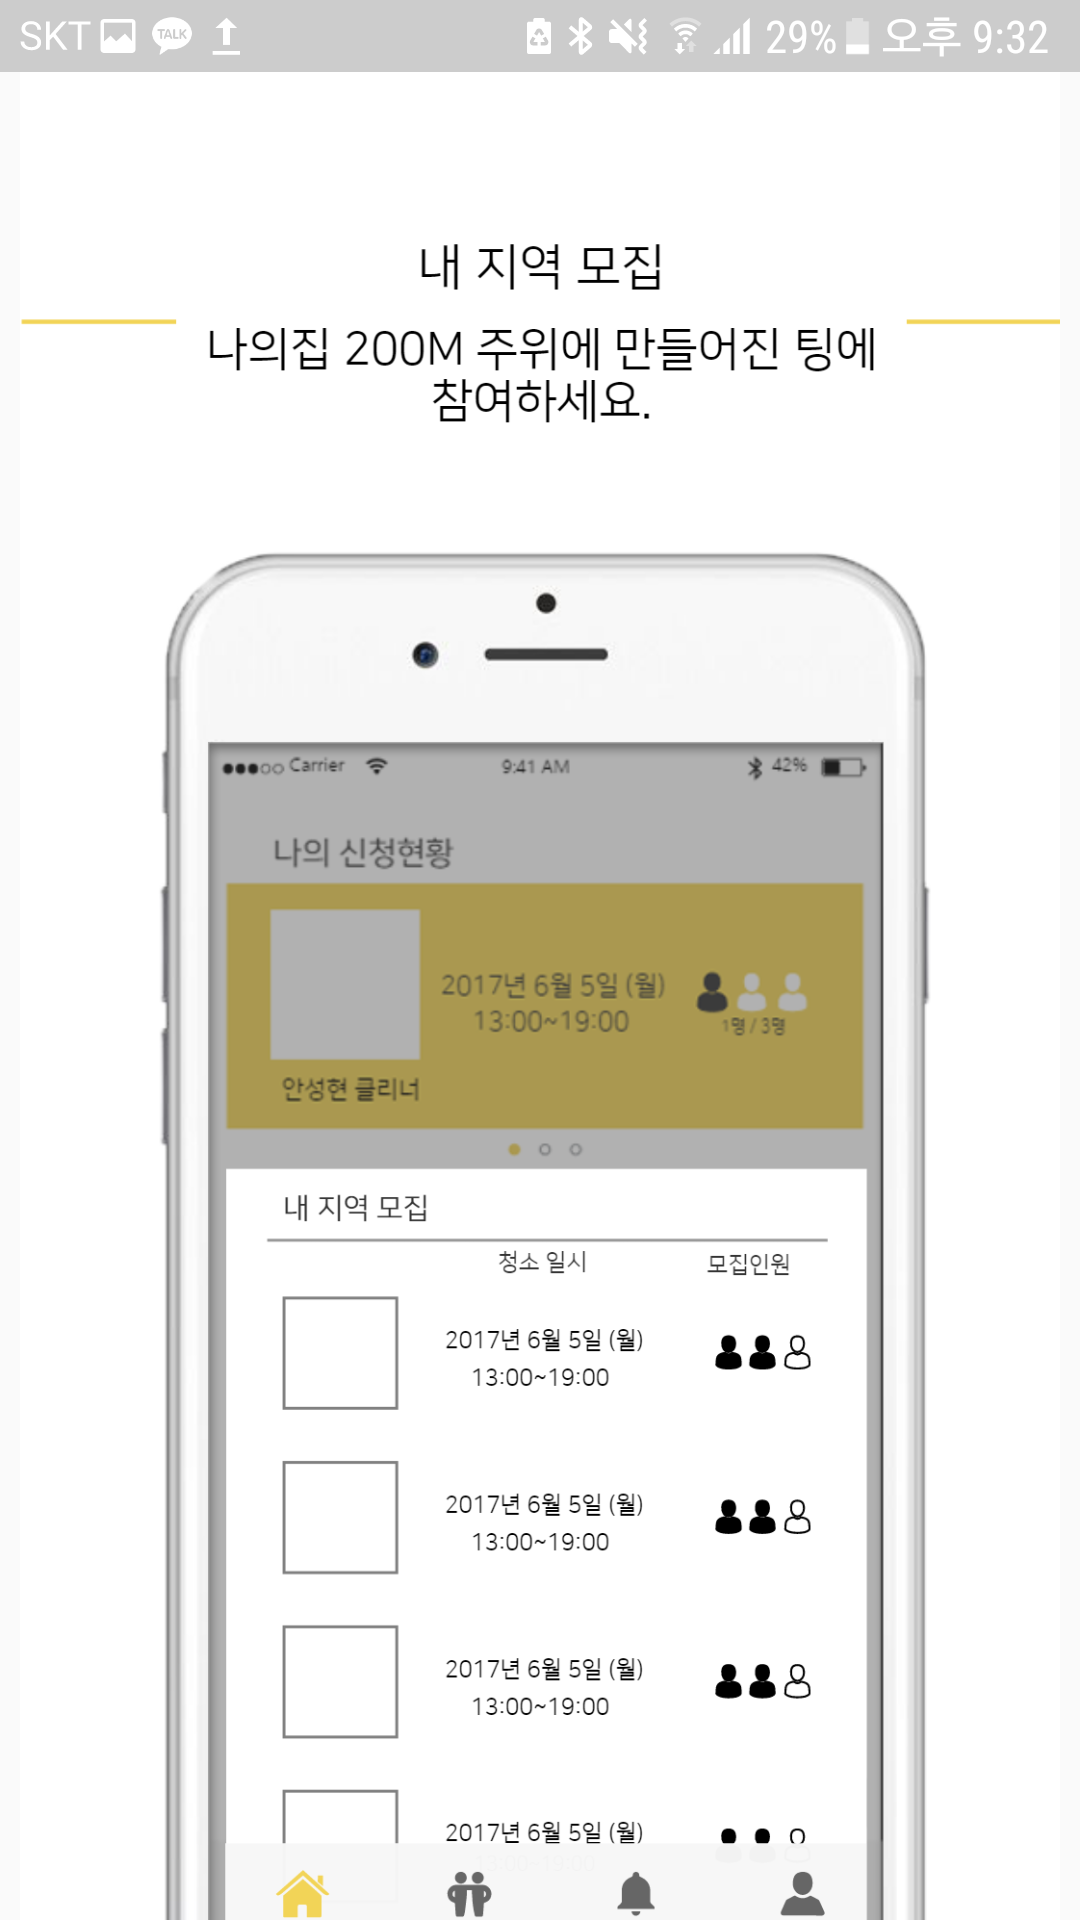 SKT TALK 29% 오후 9:32
내 지역 모집
나의집 200M 주위에 만들어진 팅에
참여하세요.
Carrier 9:41 AM 42%
나의 신청현황
2017년 6월 5일 (월)
13:00~19:00
1명 / 3명
안성현 클리너
내 지역 모집
청소 일시 모집인원
2017년 6월 5일 (월)
13:00~19:00
2017년 6월 5일 (월)
13:00~19:00
2017년 6월 5일 (월)
13:00~19:00
2017년 6월 5일 (월)
13:00~19:00